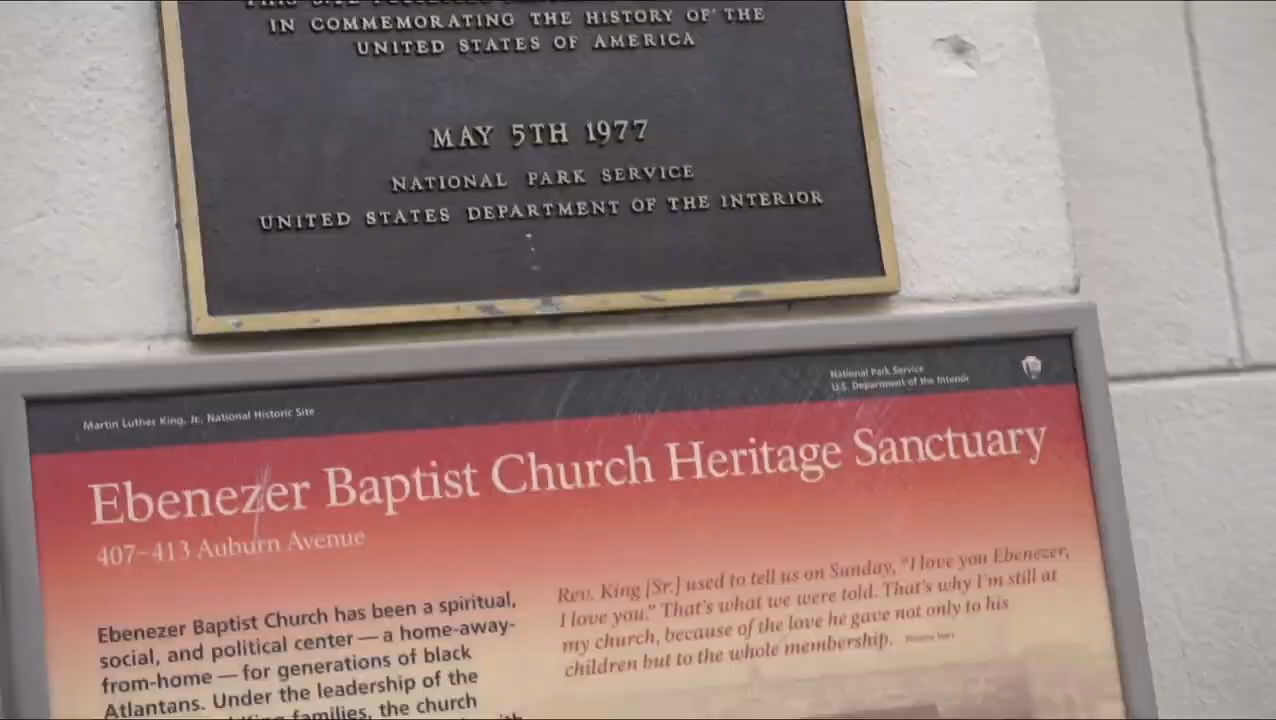 IN COMMEMORATING THE HISTORY OF THE
UNITED STATES OF AMERICA
MAY 5TH 1977
NATIONAL PARK SERVICE
UNITED STATES DEPARTMENT OF THE INTERIOR
Martin Luther King, Jr., National Historic Site
National Park Service
U.S. Department of the Interior
Ebenezer Baptist Church Heritage Sanctuary
407–413 Auburn Avenue
Ebenezer Baptist Church has been a spiritual,
social, and political center — a home-away-
from-home — for generations of black
Atlantans. Under the leadership of the
families, the church
Rev. King [Sr.] used to tell us on Sunday, "I love you Ebenezer,
I love you." That's what we were told. That's why I'm still at
my church, because of the love he gave not only to his
children but to the whole membership.